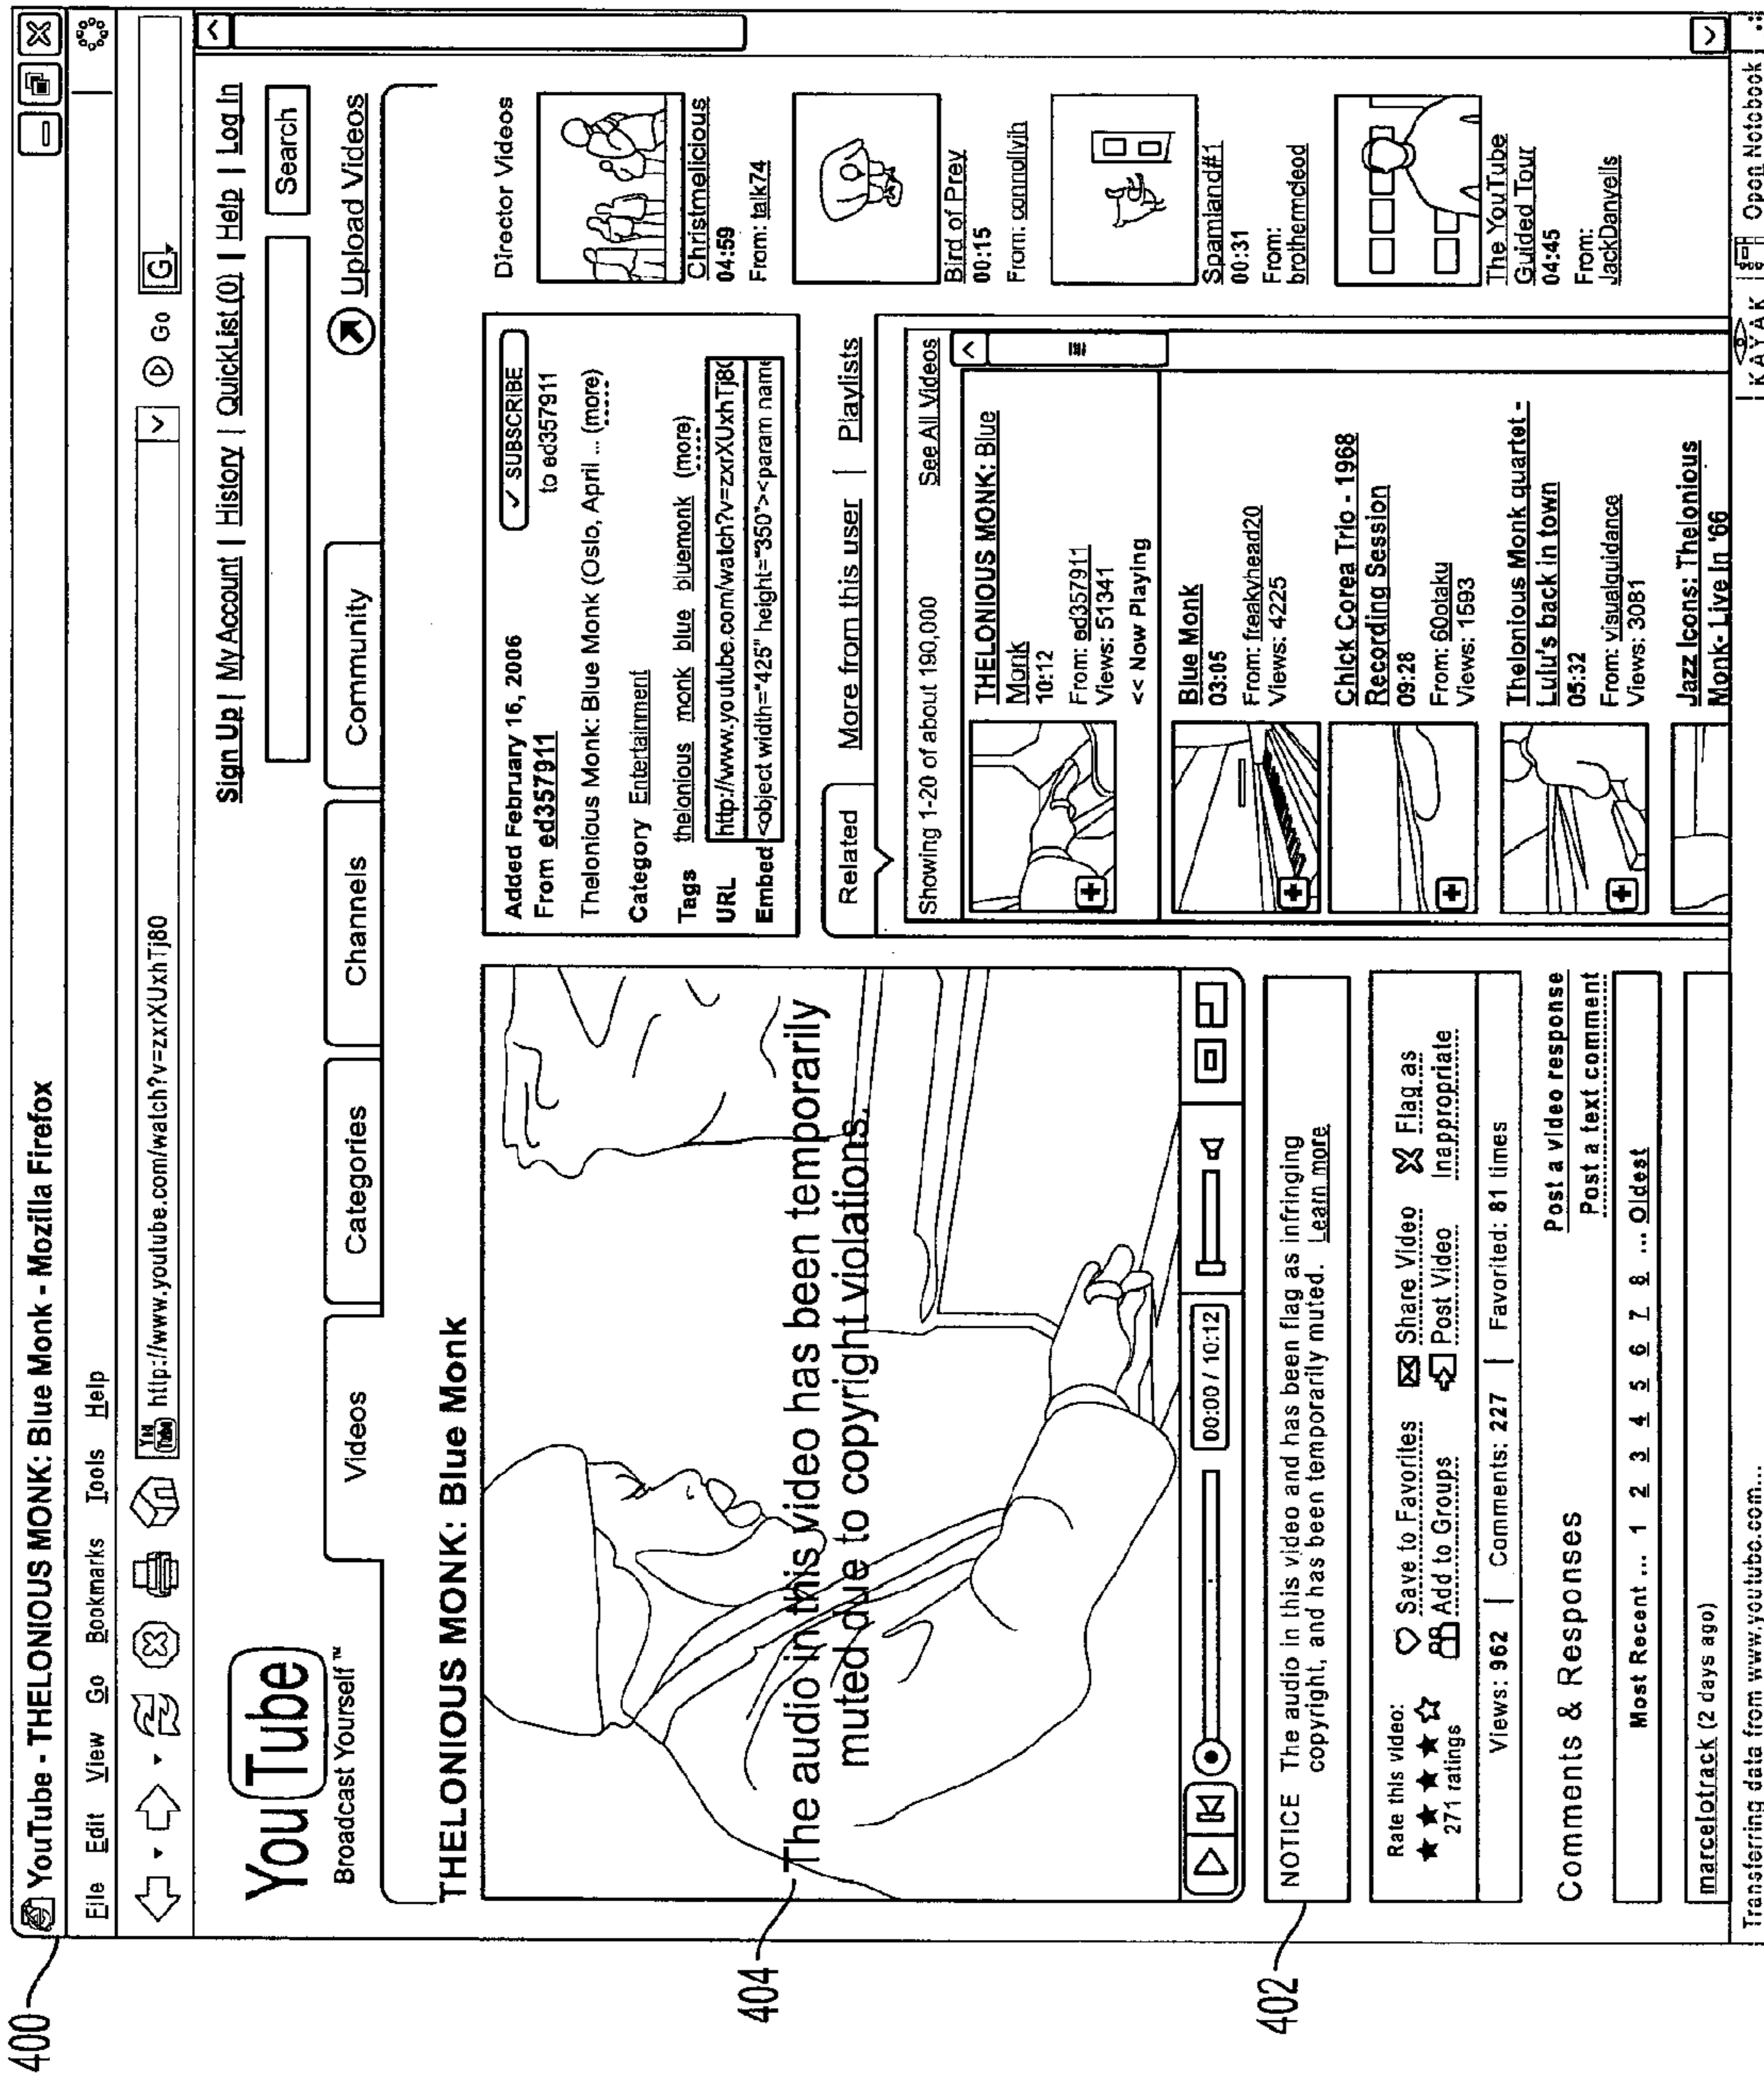 400
YouTube - THELONIOUS MONK: Blue Monk - Mozilla Firefox
File Edit View Go Bookmarks Tools Help
http://www.youtube.com/watch?v=zxrXUxhTj80
Go
G
YouTube
Broadcast Yourself™
Sign Up | My Account | History | QuickList (0) | Help | Log In
Search
Videos
Categories
Channels
Community
Upload Videos
THELONIOUS MONK: Blue Monk
404
The audio in this video has been temporarily
muted due to copyright violations.
00:00 / 10:12
402
NOTICE The audio in this video and has been flag as infringing
copyright, and has been temporarily muted. Learn more
Rate this video:
271 ratings
Save to Favorites
Add to Groups
Share Video
Post Video
Flag as
Inappropriate
Views: 962 | Comments: 227 | Favorited: 81 times
Comments & Responses
Post a video response
Post a text comment
Most Recent ... 1 2 3 4 5 6 7 8 ... Oldest
marcelotrack (2 days ago)
Added February 16, 2006
From ed357911
SUBSCRIBE
to ed357911
Thelonious Monk: Blue Monk (Oslo, April ... (more)
Category Entertainment
Tags thelonious monk blue bluemonk (more)
URL http://www.youtube.com/watch?v=zxrXUxhTj8(
Embed <object width="425" height="350"><param name
Related
More from this user | Playlists
Showing 1-20 of about 190,000
See All Videos
THELONIOUS MONK: Blue
Monk
10:12
From: ed357911
Views: 51341
<< Now Playing
Blue Monk
03:05
From: freakyhead20
Views: 4225
Chick Corea Trio - 1968
Recording Session
09:28
From: 60otaku
Views: 1593
Thelonious Monk quartet -
Lulu's back in town
05:32
From: visualguidance
Views: 3081
Jazz Icons: Thelonious
Monk- Live In '66
Director Videos
Christmelicious
04:59
From: talk74
Bird of Prey
00:15
From: connollyjh
Spamland#1
00:31
From:
brothermcleod
The YouTube
Guided Tour
04:45
From:
JackDanyells
Transferring data from www.youtube.com...
KAYAK
Open Notebook